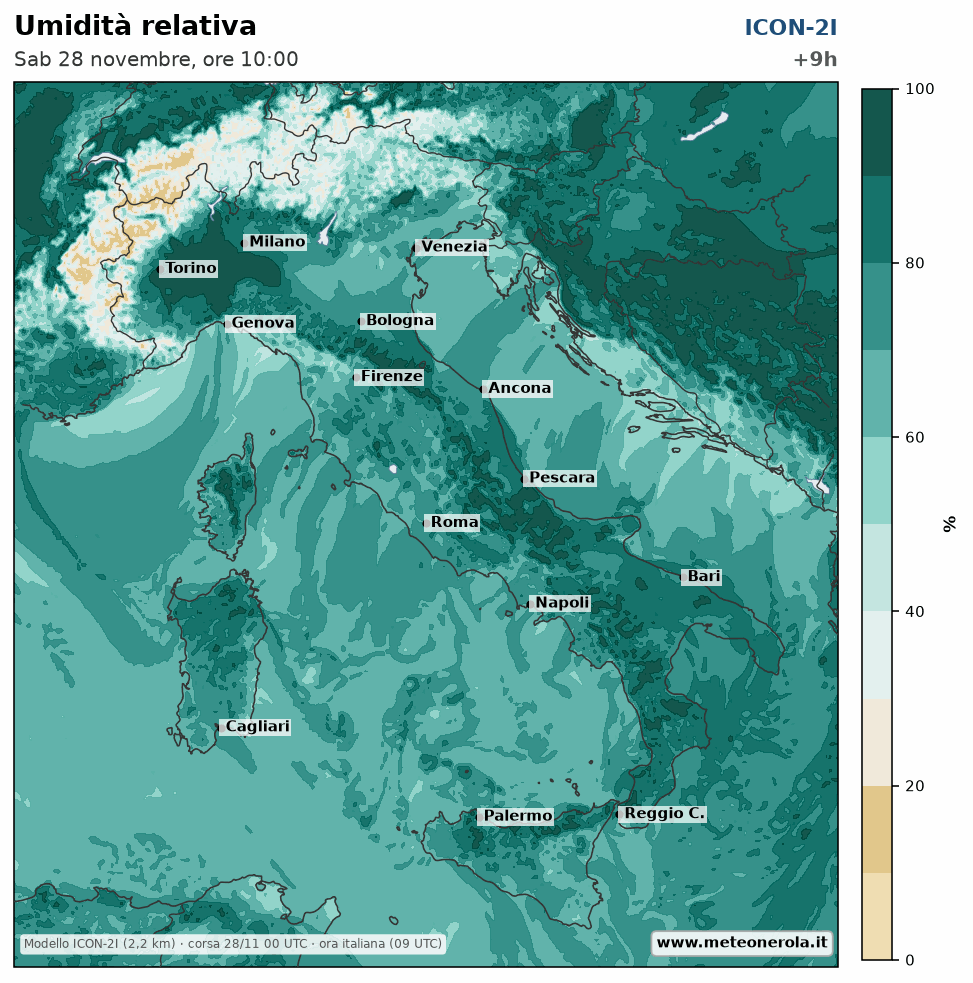 Umidità relativa
ICON-2I
Sab 28 novembre, ore 10:00
+9h
100
80
60
40
20
0
%
Milano
Venezia
Torino
Genova
Bologna
Firenze
Ancona
Pescara
Roma
Bari
Napoli
Cagliari
Palermo
Reggio C.
Modello ICON-2I (2,2 km) · corsa 28/11 00 UTC · ora italiana (09 UTC)
www.meteonerola.it